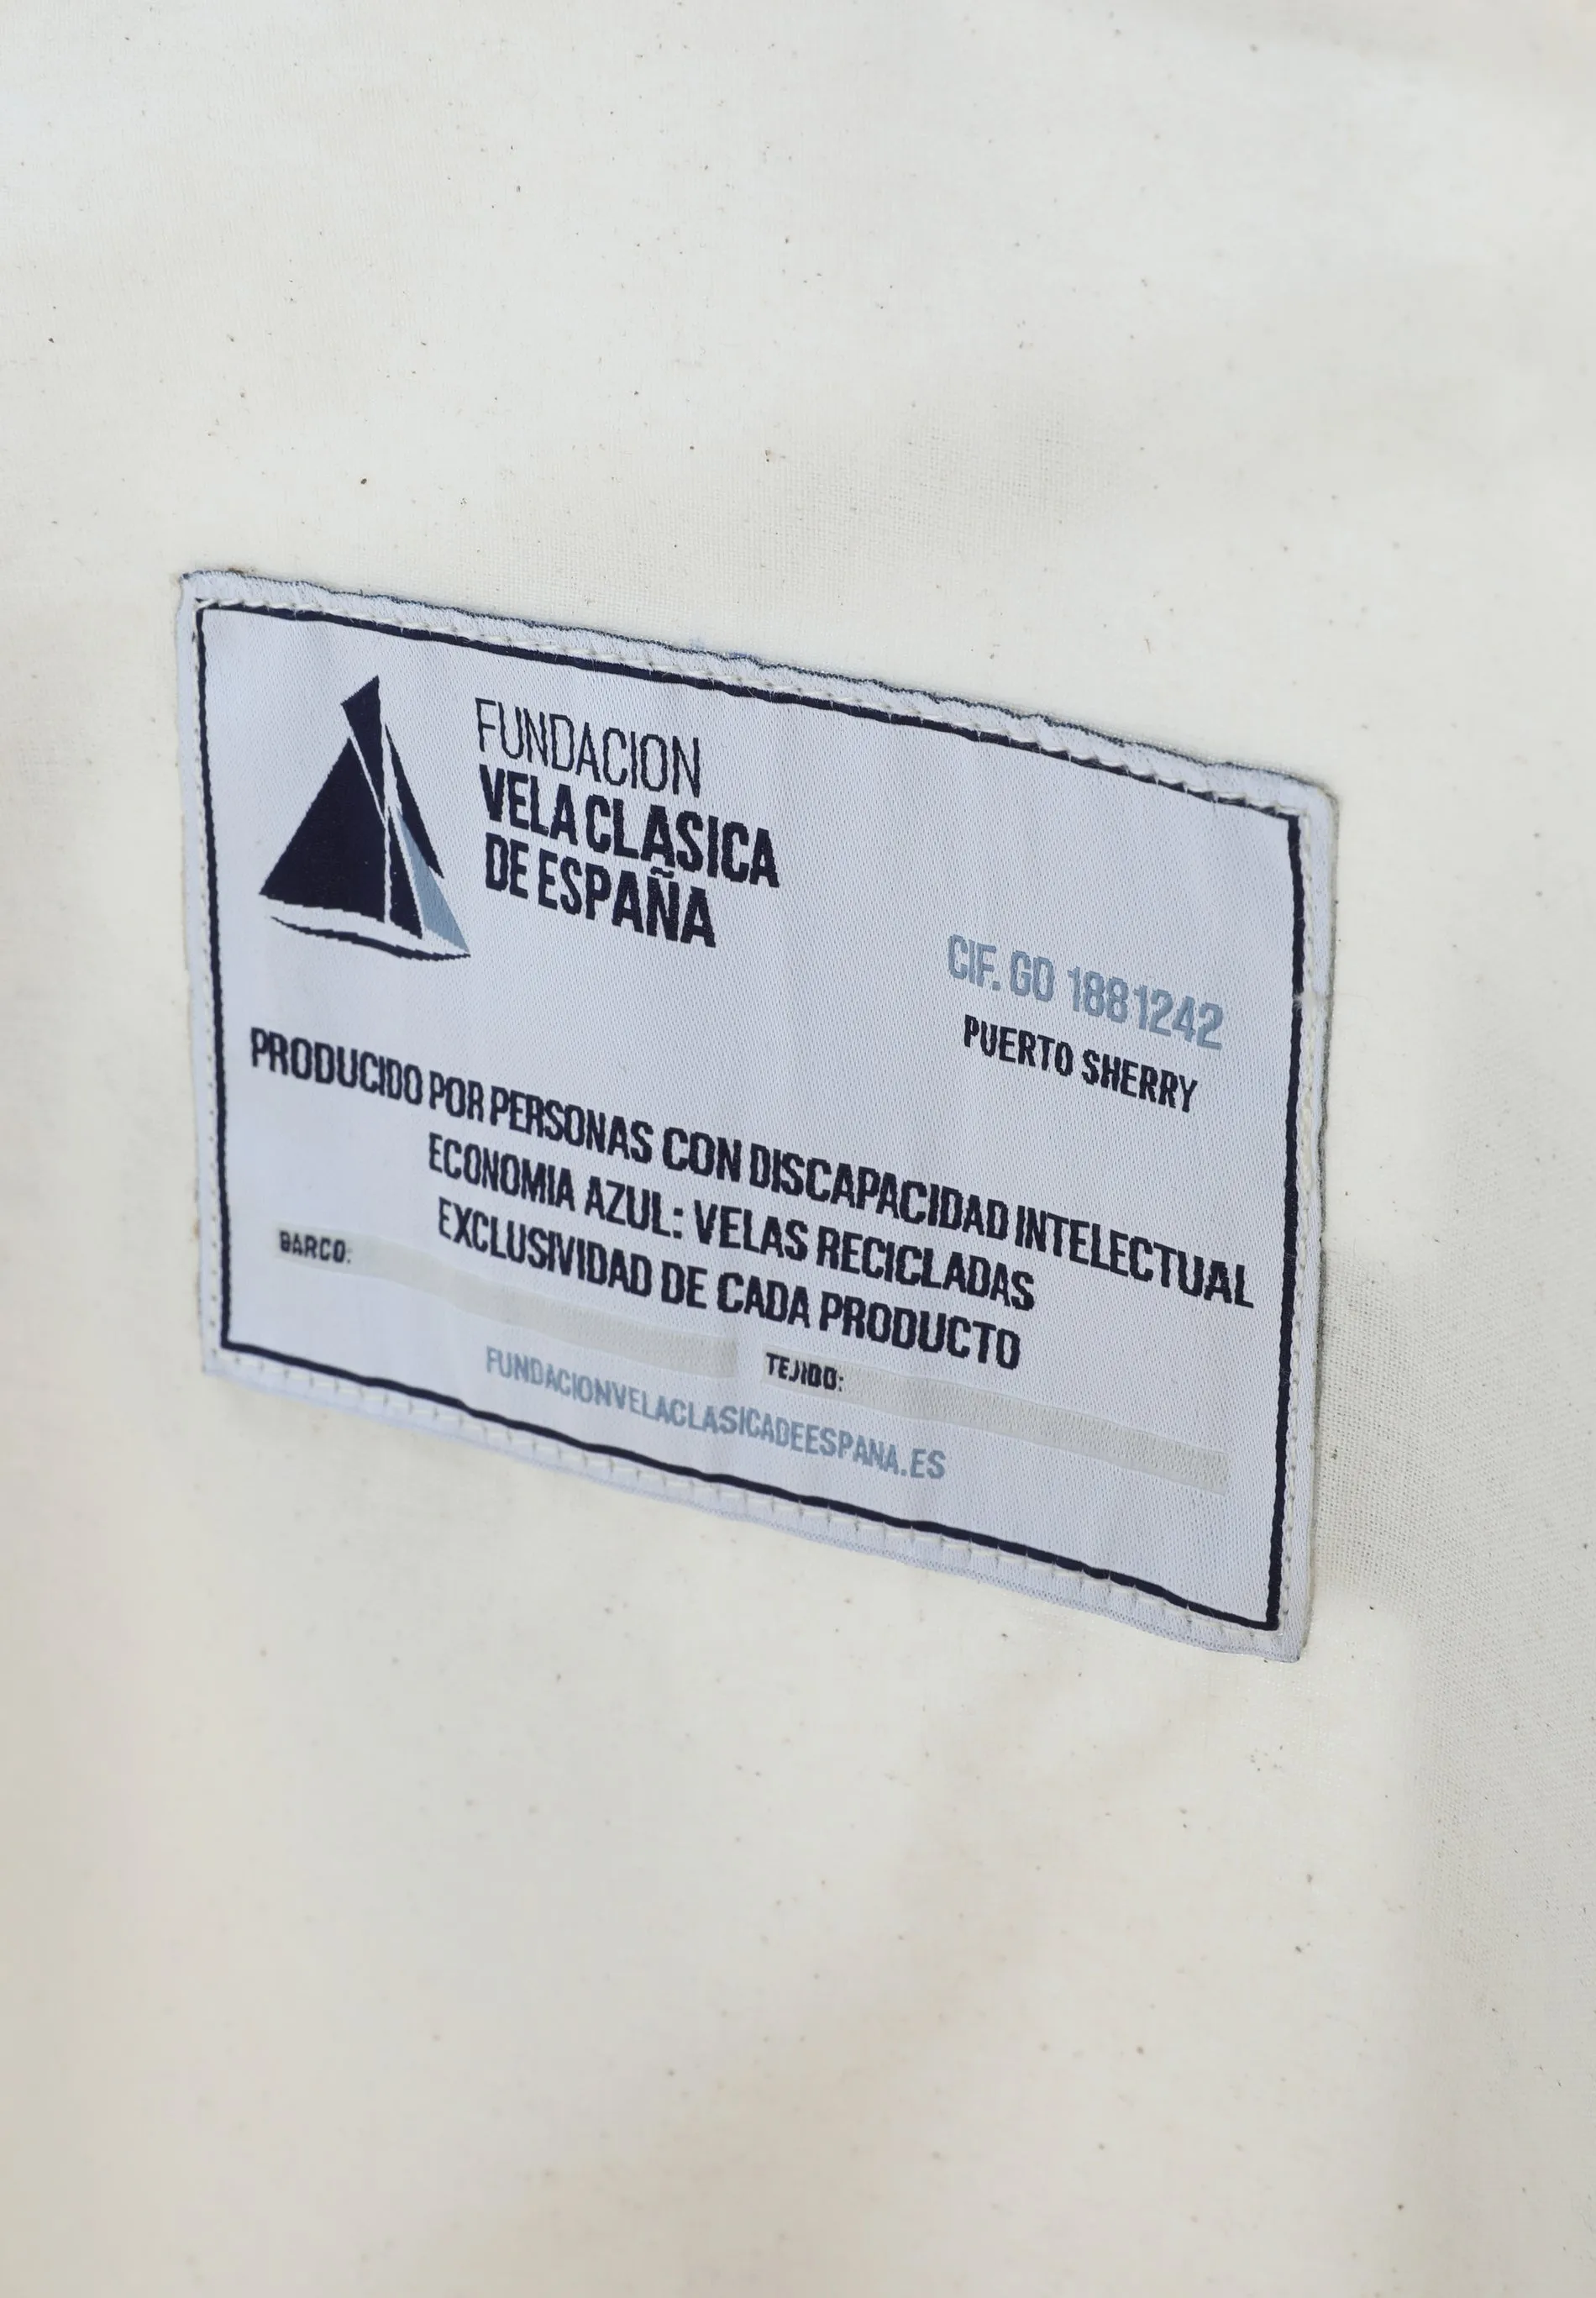 FUNDACION
VELA CLASICA
DE ESPAÑA
CIF. GO 1881242
PUERTO SHERRY
PRODUCIDO POR PERSONAS CON DISCAPACIDAD INTELECTUAL
ECONOMIA AZUL: VELAS RECICLADAS
EXCLUSIVIDAD DE CADA PRODUCTO
BARCO:
TEJIDO:
FUNDACIONVELACLASICADEESPANA.ES